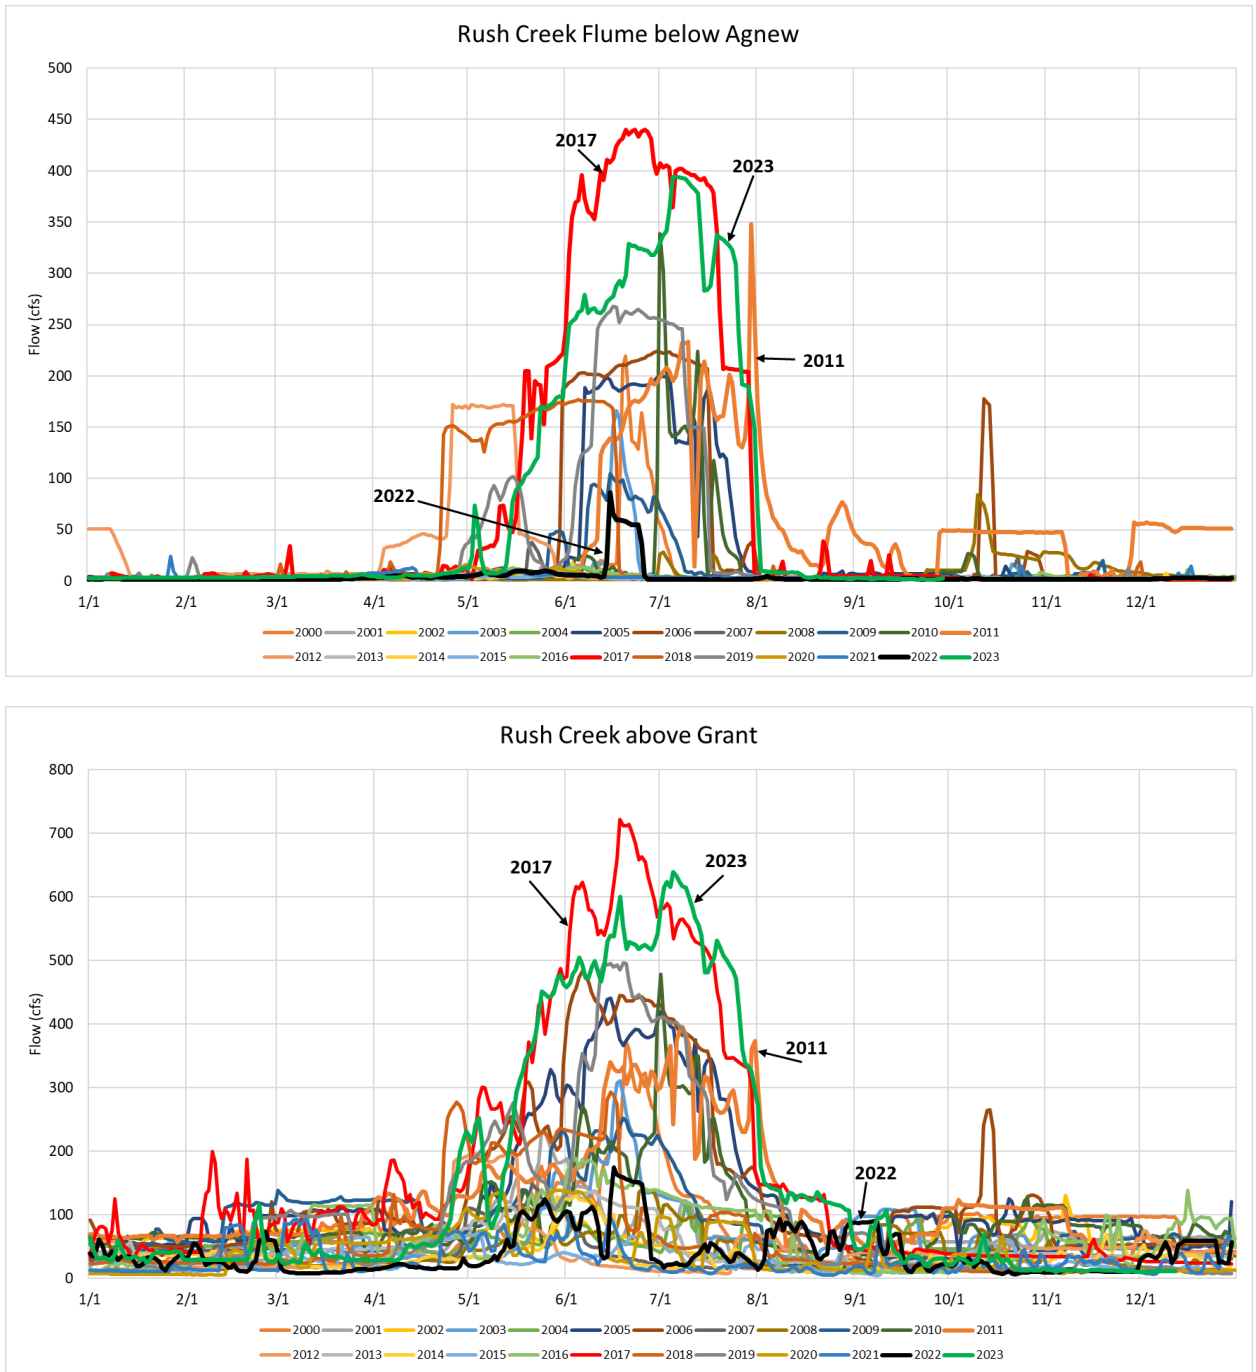 Rush Creek Flume below Agnew
500
450
400
350
300
250
200
150
100
50
0
Flow (cfs)
2017
2023
2011
2022
1/1 2/1 3/1 4/1 5/1 6/1 7/1 8/1 9/1 10/1 11/1 12/1
2000 2001 2002 2003 2004 2005 2006 2007 2008 2009 2010 2011
2012 2013 2014 2015 2016 2017 2018 2019 2020 2021 2022 2023
Rush Creek above Grant
800
700
600
500
400
300
200
100
0
Flow (cfs)
2017
2023
2011
2022
1/1 2/1 3/1 4/1 5/1 6/1 7/1 8/1 9/1 10/1 11/1 12/1
2000 2001 2002 2003 2004 2005 2006 2007 2008 2009 2010 2011
2012 2013 2014 2015 2016 2017 2018 2019 2020 2021 2022 2023